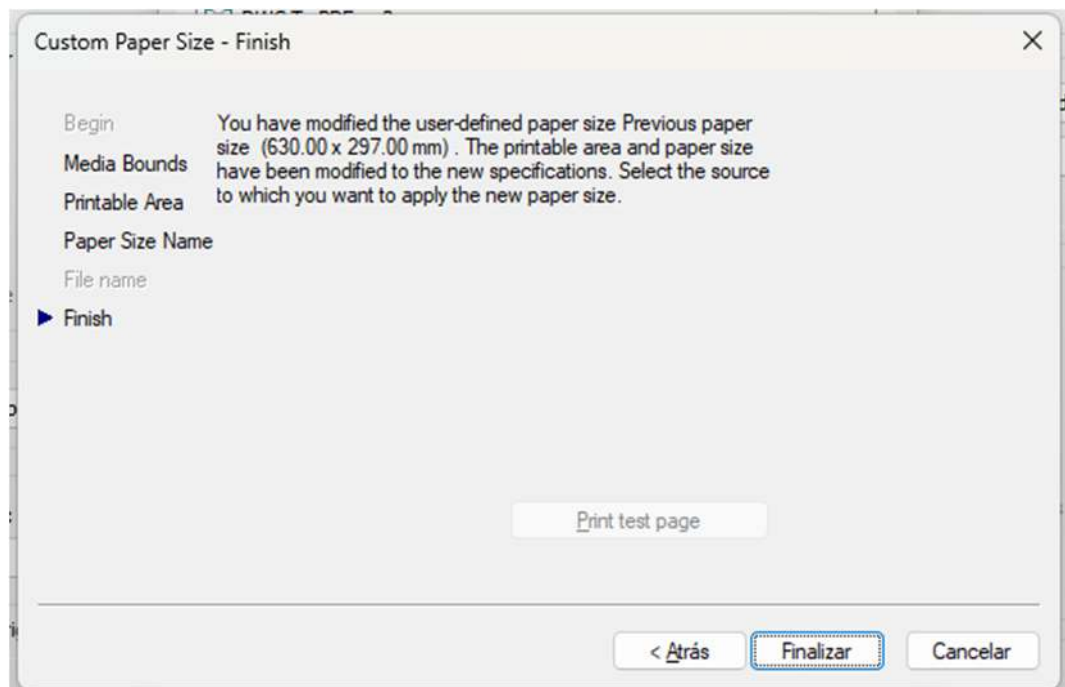 Custom Paper Size - Finish
Begin
Media Bounds
Printable Area
Paper Size Name
File name
Finish
You have modified the user-defined paper size Previous paper
size (630.00 x 297.00 mm) . The printable area and paper size
have been modified to the new specifications. Select the source
to which you want to apply the new paper size.
Print test page
< Atrás
Finalizar
Cancelar